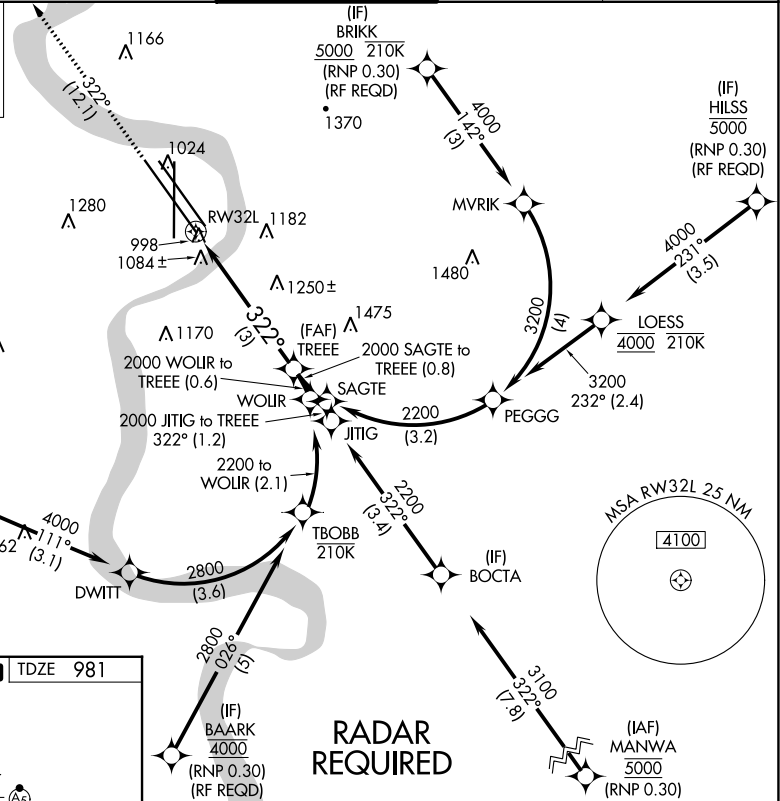 (IF)
BRIKK
5000 210K
(RNP 0.30)
(RF REQD)
1370
1166
322°
(12.1)
1024
1280
RW32L
1182
998
1084 ±
4000
142°
(3)
(IF)
HILSS
5000
(RNP 0.30)
(RF REQD)
MVRIK
4000
231°
(3.5)
1480
1250 ±
322°
(3)
1475
1170
(FAF)
TREEE
3200
(4)
LOESS
4000 210K
2000 WOLIR to
TREEE (0.6)
2000 SAGTE to
TREEE (0.8)
3200
232° (2.4)
WOLIR
SAGTE
PEGGG
2000 JITIG to TREEE
322° (1.2)
JITIG
2200
(3.2)
2200 to
WOLIR (2.1)
2200
322°
(3.4)
MSA RW32L 25 NM
4100
62
4000
111°
(3.1)
TBOBB
210K
(IF)
BOCTA
DWITT
2800
(3.6)
2800
026°
(5)
3100
322°
(7.8)
TDZE 981
(IF)
BAARK
4000
(RNP 0.30)
(RF REQD)
RADAR
REQUIRED
(IAF)
MANWA
5000
(RNP 0.30)
A5